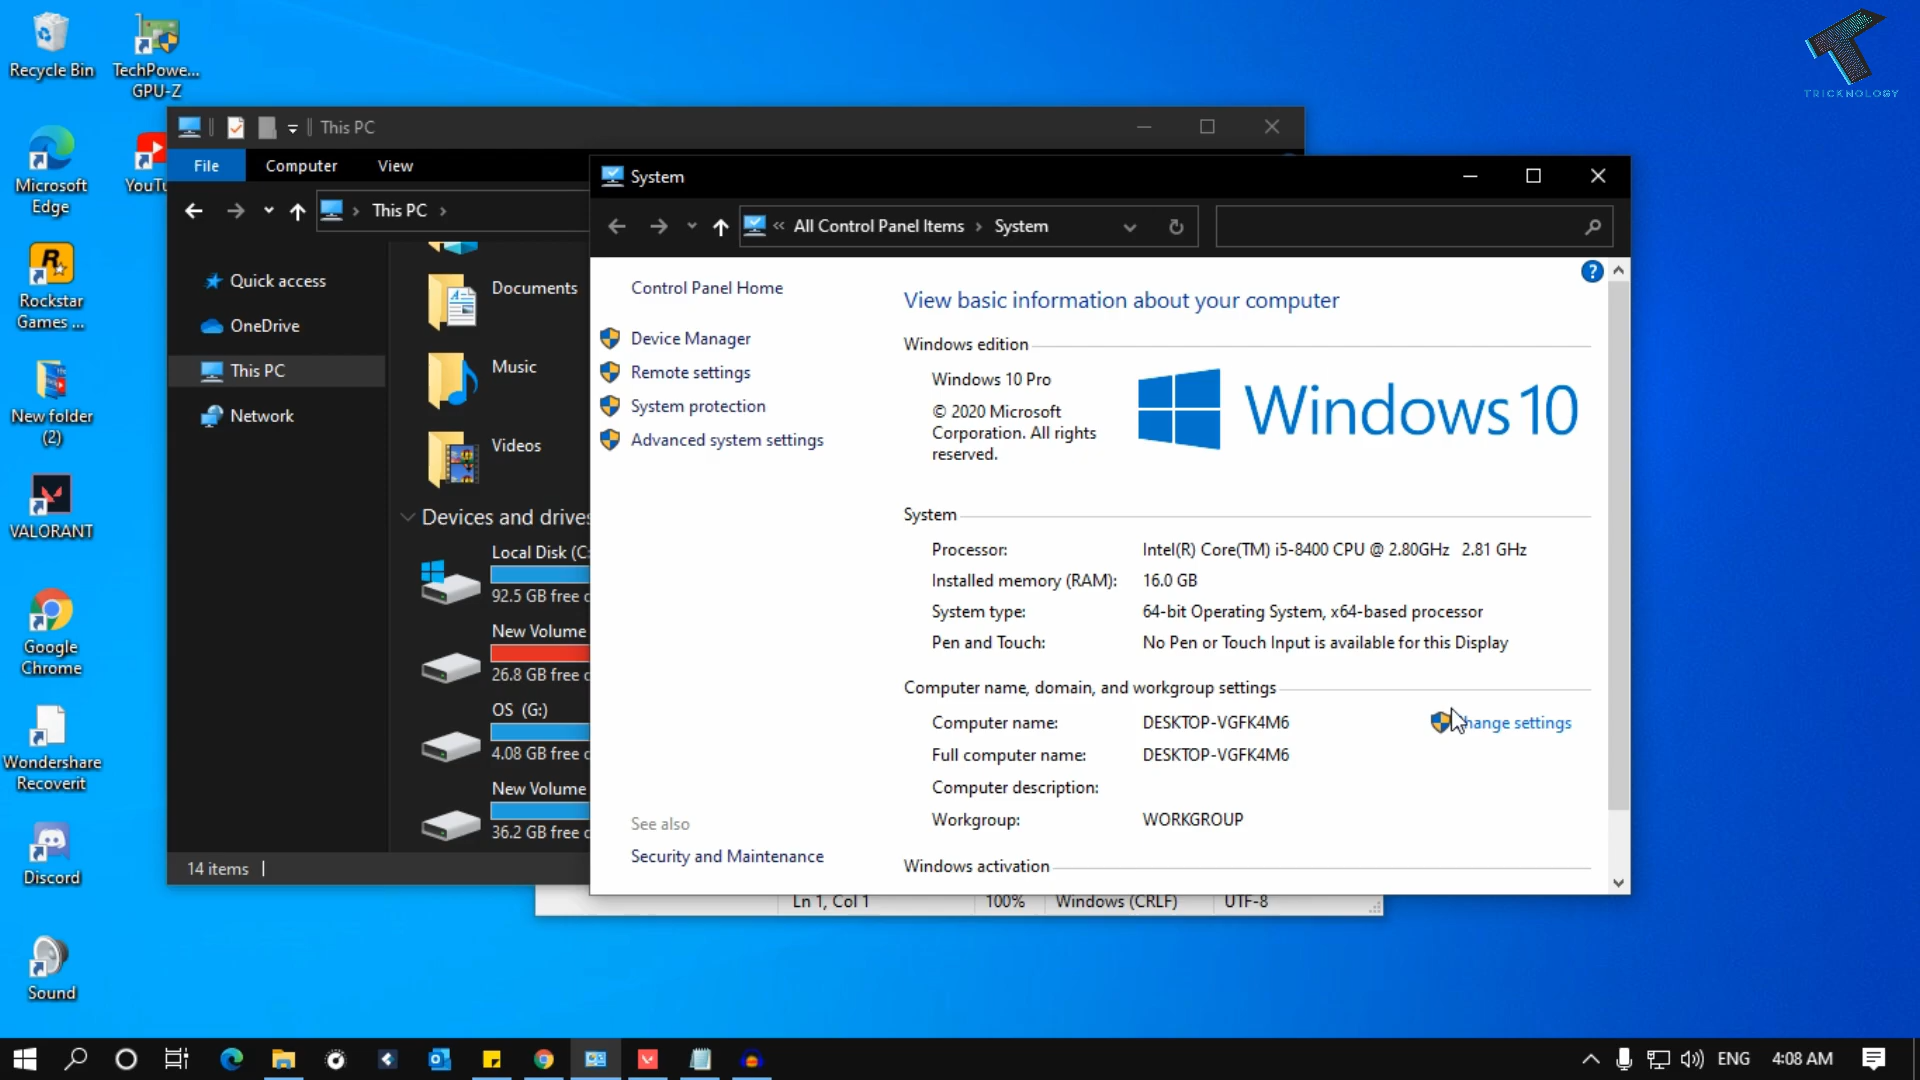 Recycle Bin
TechPowe...
GPU-Z
Microsoft
Edge
YouTu
Rockstar
Games ...
New folder
(2)
VALORANT
Google
Chrome
Wondershare
Recoverit
Discord
Sound
TRICKNOLOGY
This PC
File
Computer
View
This PC
Quick access
OneDrive
This PC
Network
Documents
Music
Videos
Devices and drives
Local Disk (C:
92.5 GB free o
New Volume
26.8 GB free o
OS (G:)
4.08 GB free o
New Volume
36.2 GB free o
14 items
System
« All Control Panel Items › System
Control Panel Home
Device Manager
Remote settings
System protection
Advanced system settings
See also
Security and Maintenance
?
View basic information about your computer
Windows edition
Windows 10 Pro
© 2020 Microsoft
Corporation. All rights
reserved.
Windows 10
System
Processor: Intel(R) Core(TM) i5-8400 CPU @ 2.80GHz 2.81 GHz
Installed memory (RAM): 16.0 GB
System type: 64-bit Operating System, x64-based processor
Pen and Touch: No Pen or Touch Input is available for this Display
Computer name, domain, and workgroup settings
Computer name: DESKTOP-VGFK4M6
hange settings
Full computer name: DESKTOP-VGFK4M6
Computer description:
Workgroup: WORKGROUP
Windows activation
Ln 1, Col 1
100%
Windows (CRLF)
UTF-8
ENG
4:08 AM